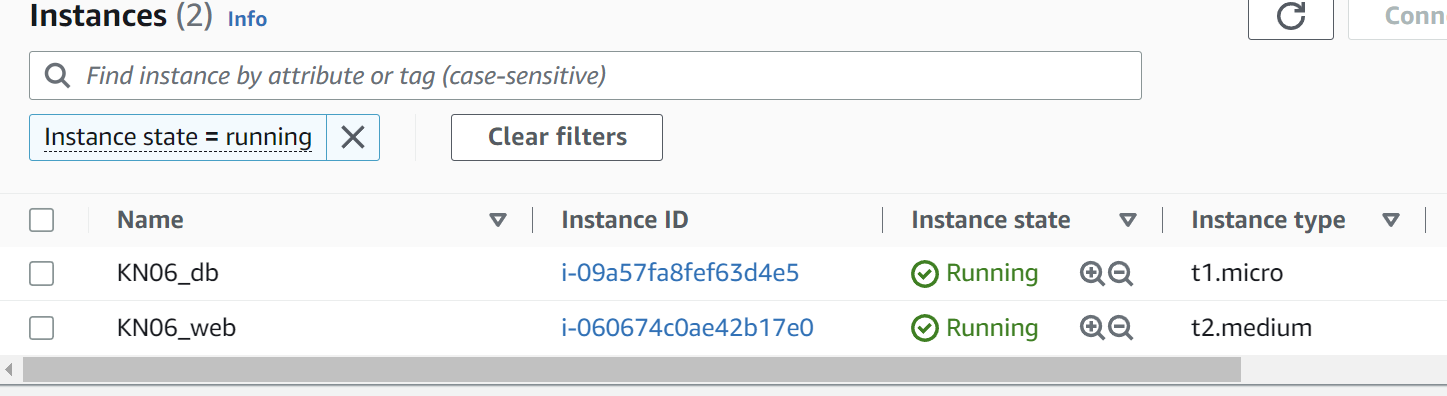 Instances (2) Info
Find instance by attribute or tag (case-sensitive)
Instance state = running
Clear filters
Name Instance ID Instance state Instance type
KN06_db i-09a57fa8fef63d4e5 Running t1.micro
KN06_web i-060674c0ae42b17e0 Running t2.medium